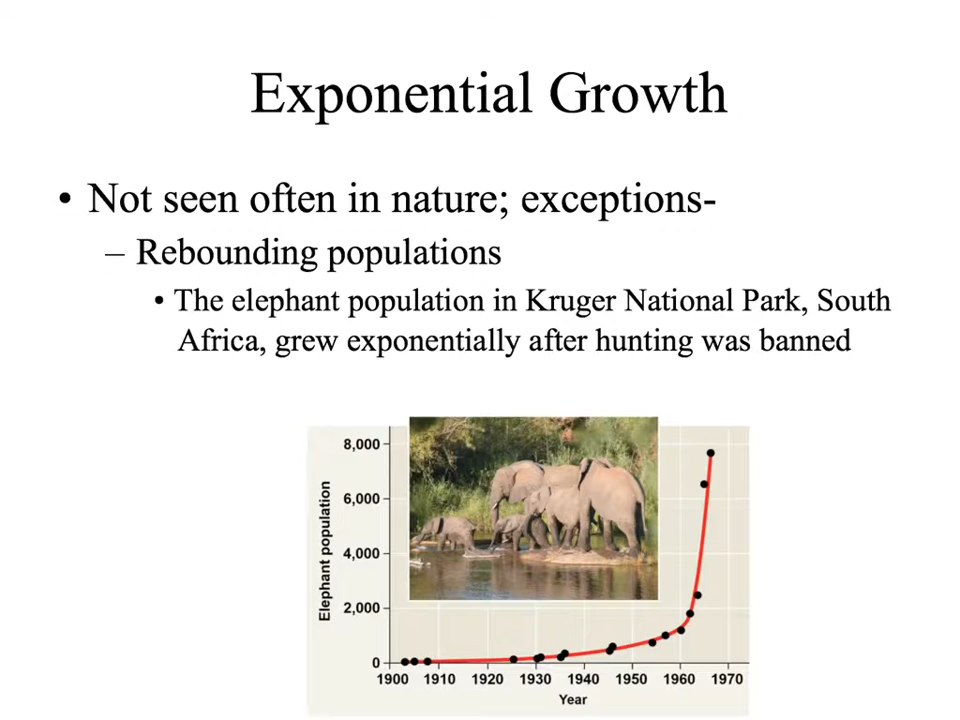 Exponential Growth
• Not seen often in nature; exceptions-
– Rebounding populations
• The elephant population in Kruger National Park, South
Africa, grew exponentially after hunting was banned
8,000
6,000
4,000
2,000
0
Elephant population
1900 1910 1920 1930 1940 1950 1960 1970
Year